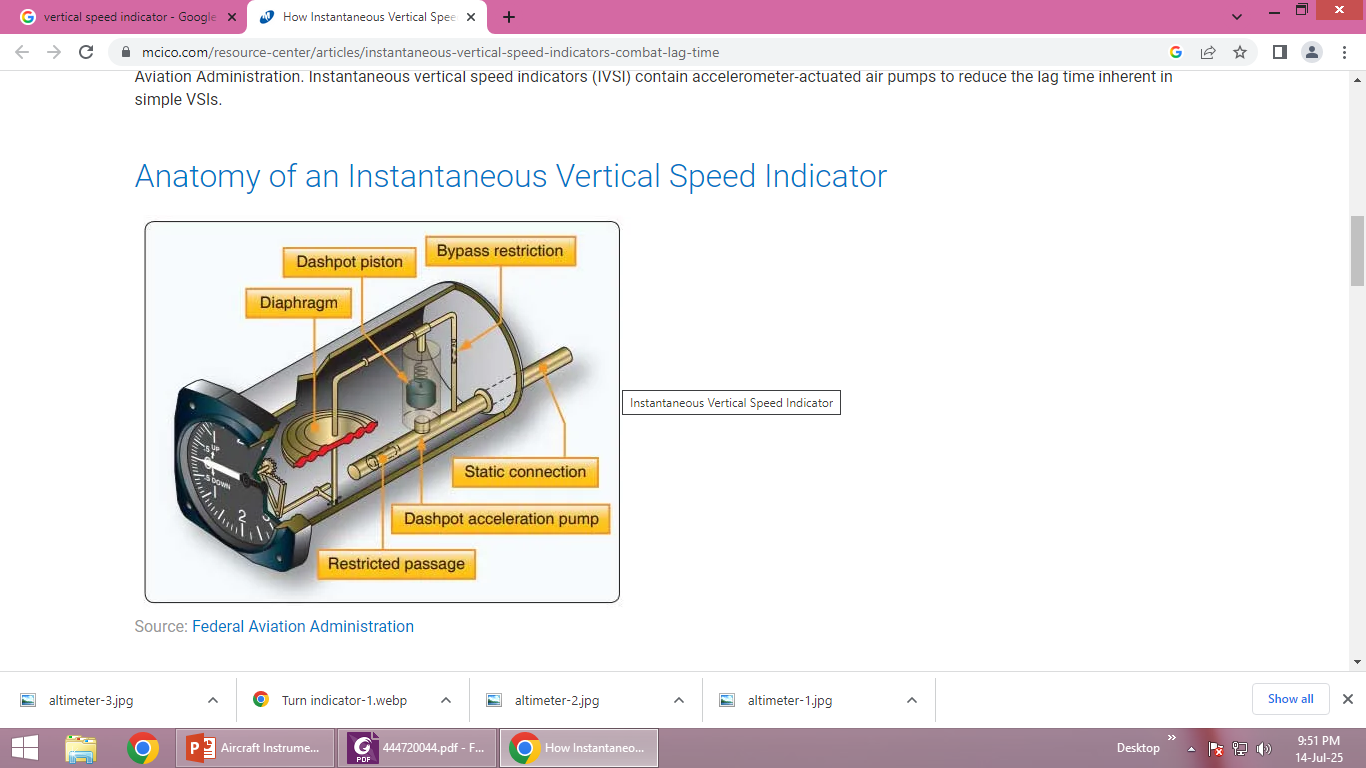 vertical speed indicator - Google
How Instantaneous Vertical Spee
mcico.com/resource-center/articles/instantaneous-vertical-speed-indicators-combat-lag-time
Aviation Administration. Instantaneous vertical speed indicators (IVSI) contain accelerometer-actuated air pumps to reduce the lag time inherent in
simple VSIs.
Anatomy of an Instantaneous Vertical Speed Indicator
Bypass restriction
Dashpot piston
Diaphragm
Instantaneous Vertical Speed Indicator
.5 UP
0
.5 DOWN
2
Static connection
Dashpot acceleration pump
Restricted passage
Source: Federal Aviation Administration
altimeter-3.jpg
Turn indicator-1.webp
altimeter-2.jpg
altimeter-1.jpg
Show all
Aircraft Instrume...
444720044.pdf - F...
How Instantaneo...
Desktop
9:51 PM
14-Jul-25